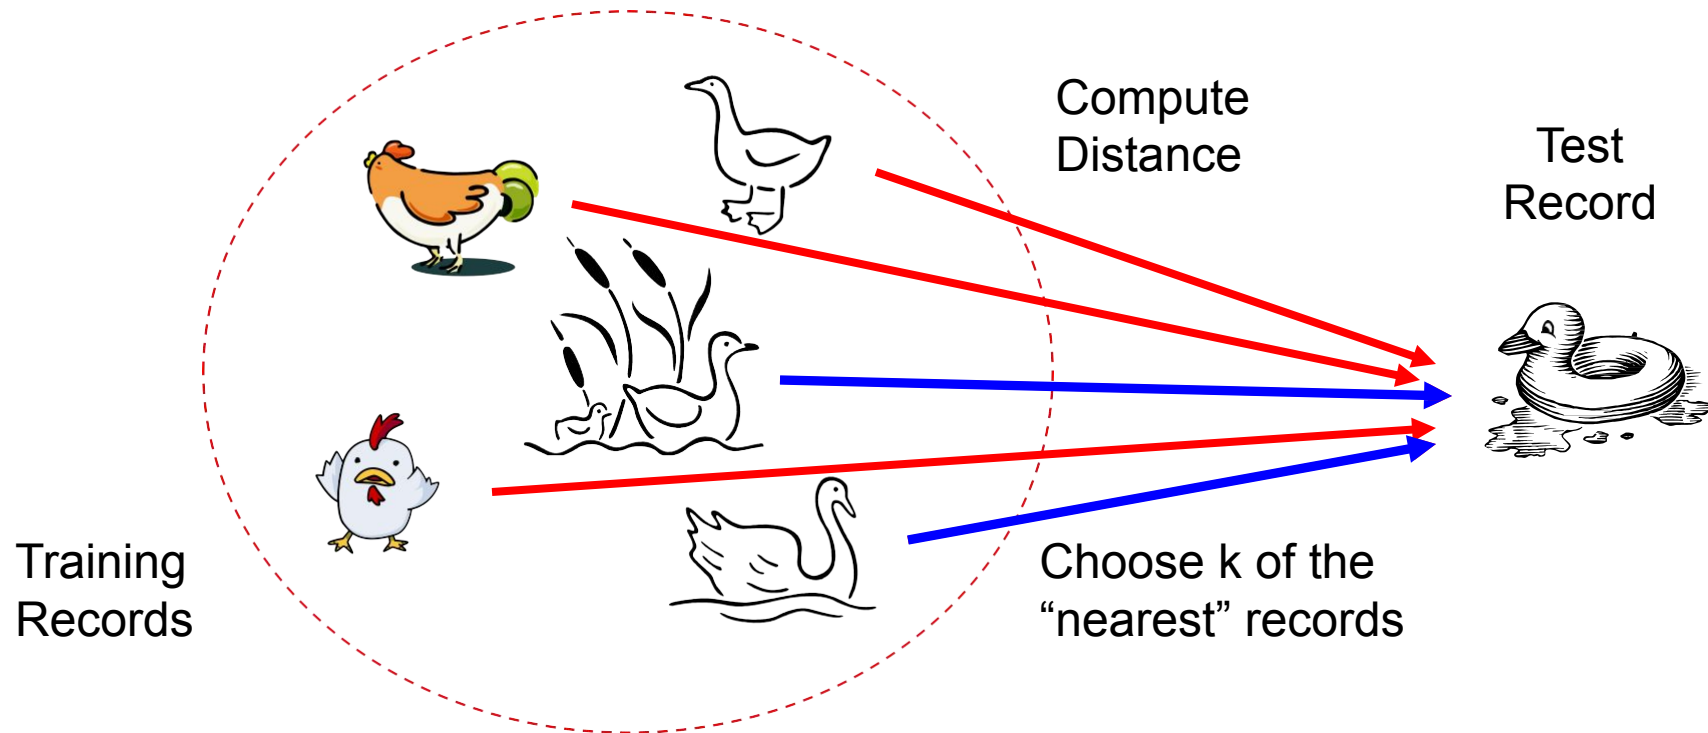 Compute
Distance
Test
Record
Training
Records
Choose k of the
“nearest” records